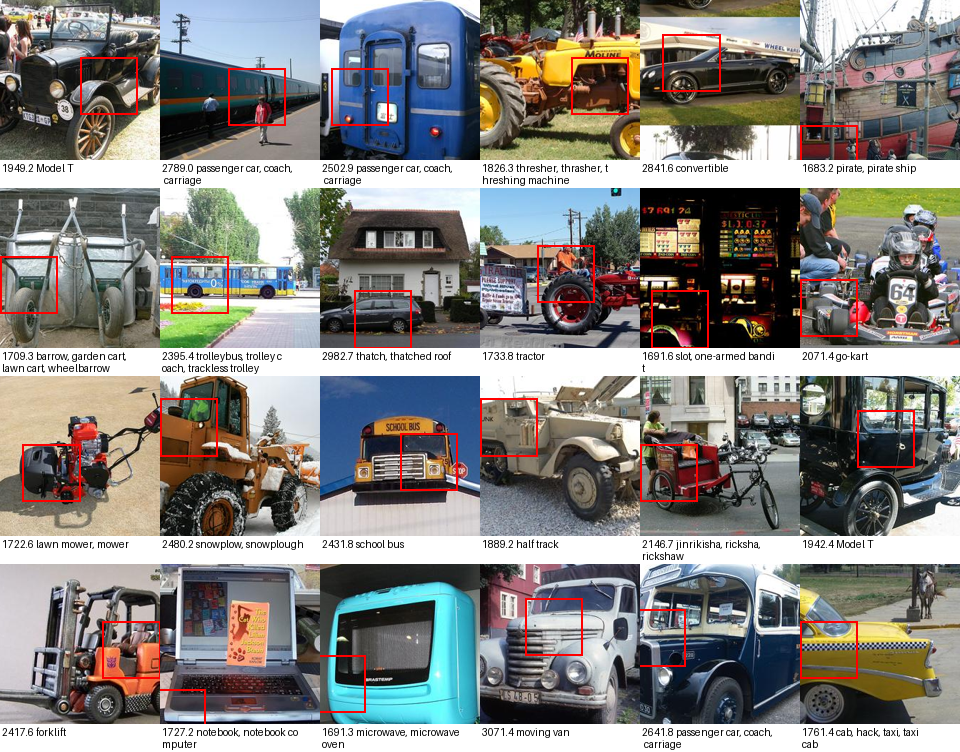 1949.2 Model T
2789.0 passenger car, coach,
carriage
2502.9 passenger car, coach,
carriage
1826.3 thresher, thrasher, t
hreshing machine
2841.6 convertible
1683.2 pirate, pirate ship
1709.3 barrow, garden cart,
lawn cart, wheelbarrow
2395.4 trolleybus, trolley c
oach, trackless trolley
2982.7 thatch, thatched roof
1733.8 tractor
1691.6 slot, one-armed bandi
t
2071.4 go-kart
64
1722.6 lawn mower, mower
2480.2 snowplow, snowplough
SCHOOL BUS
2431.8 school bus
1889.2 half track
2146.7 jinrikisha, ricksha,
rickshaw
1942.4 Model T
2417.6 forklift
1727.2 notebook, notebook co
mputer
BRASTEMP
1691.3 microwave, microwave
oven
3071.4 moving van
2641.8 passenger car, coach,
carriage
1761.4 cab, hack, taxi, taxi
cab
MOLINE
38